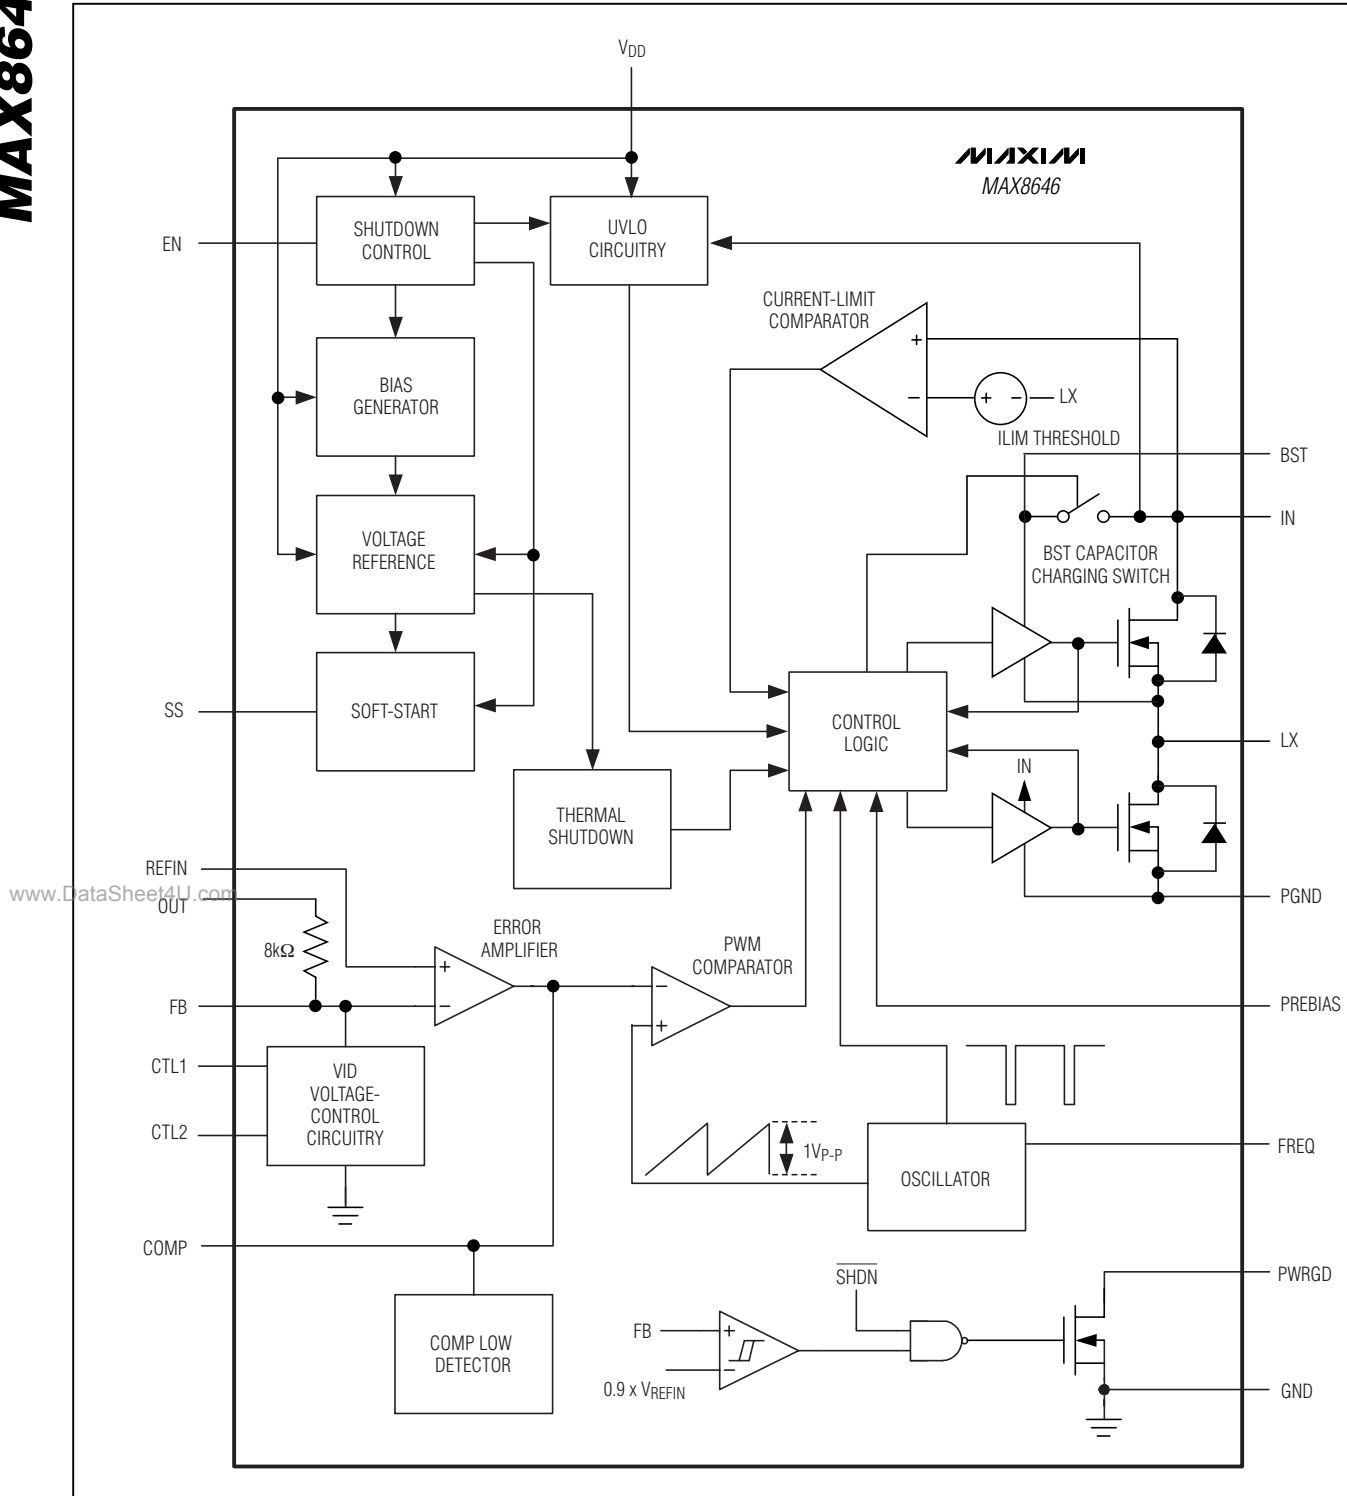 MAX8646
VDD
MAXIM
MAX8646
EN
SHUTDOWN
CONTROL
UVLO
CIRCUITRY
CURRENT-LIMIT
COMPARATOR
+
−
+ −
LX
ILIM THRESHOLD
BIAS
GENERATOR
BST
IN
BST CAPACITOR
CHARGING SWITCH
VOLTAGE
REFERENCE
SS
SOFT-START
CONTROL
LOGIC
LX
IN
THERMAL
SHUTDOWN
REFIN
www.DataSheet4U.com
OUT
8kΩ
ERROR
AMPLIFIER
+
−
PWM
COMPARATOR
−
+
PGND
FB
PREBIAS
CTL1
CTL2
VID
VOLTAGE-
CONTROL
CIRCUITRY
1VP-P
OSCILLATOR
FREQ
COMP
COMP LOW
DETECTOR
SHDN
PWRGD
FB
+
−
0.9 x VREFIN
GND